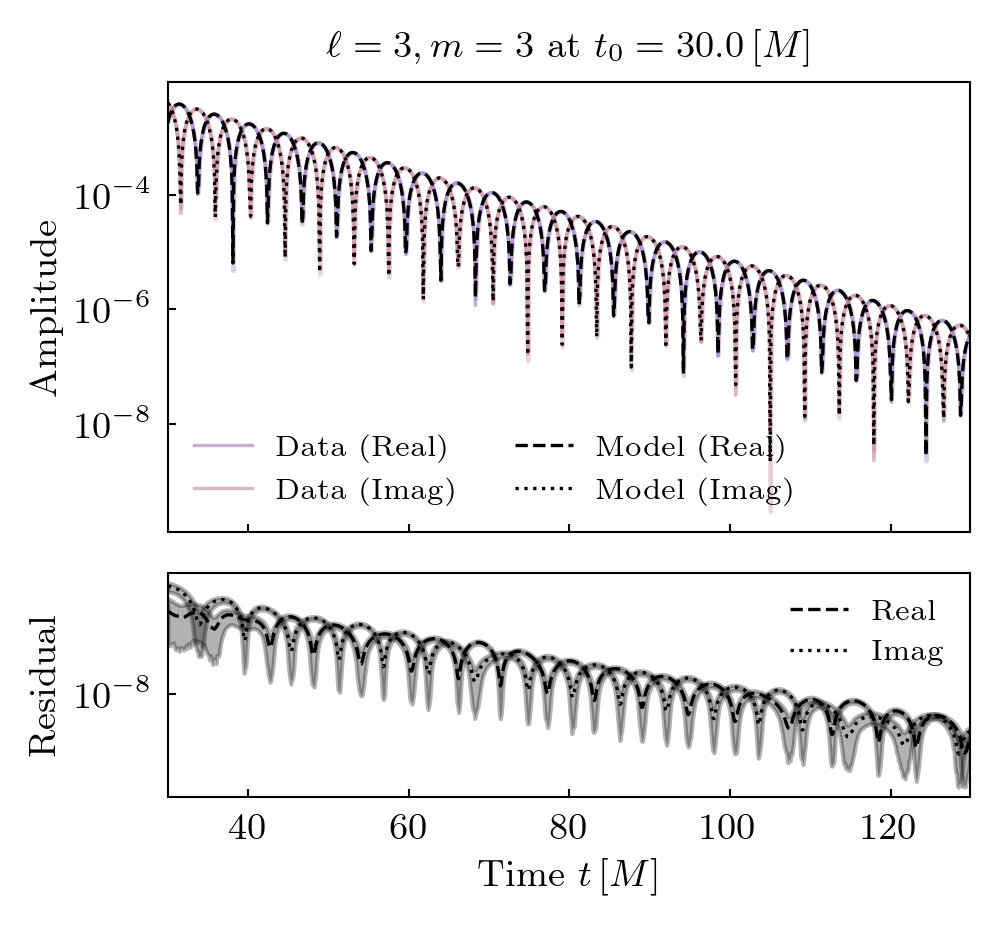 ℓ = 3, m = 3 at t₀ = 30.0 [M]
Amplitude
10⁻⁴
10⁻⁶
10⁻⁸
Data (Real)
Data (Imag)
Model (Real)
Model (Imag)
Residual
10⁻⁸
Real
Imag
40 60 80 100 120
Time t [M]